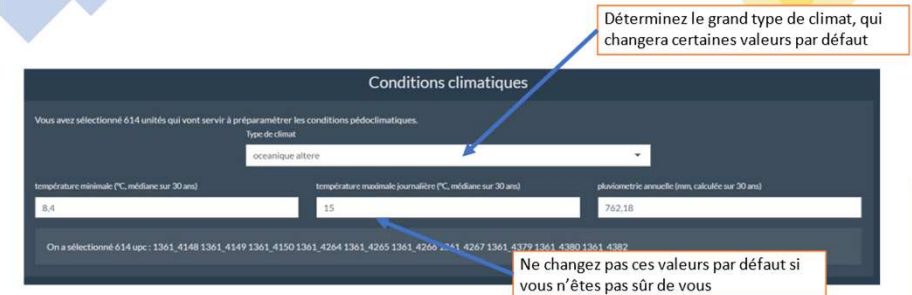 Déterminez le grand type de climat, qui
changera certaines valeurs par défaut
Conditions climatiques
Vous avez sélectionné 614 unités qui vont servir à préparamétrer les conditions pédoclimatiques.
Type de climat
oceanique altere
température minimale (°C, médiane sur 30 ans)
température maximale journalière (°C, médiane sur 30 ans)
pluviometrie annuelle (mm, calculée sur 30 ans)
8,4
15
762,18
On a sélectionné 614 upc : 1361_4148 1361_4149 1361_4150 1361_4264 1361_4265 1361_4266 1361_4267 1361_4379 1361_4380 1361_4382
Ne changez pas ces valeurs par défaut si
vous n'êtes pas sûr de vous